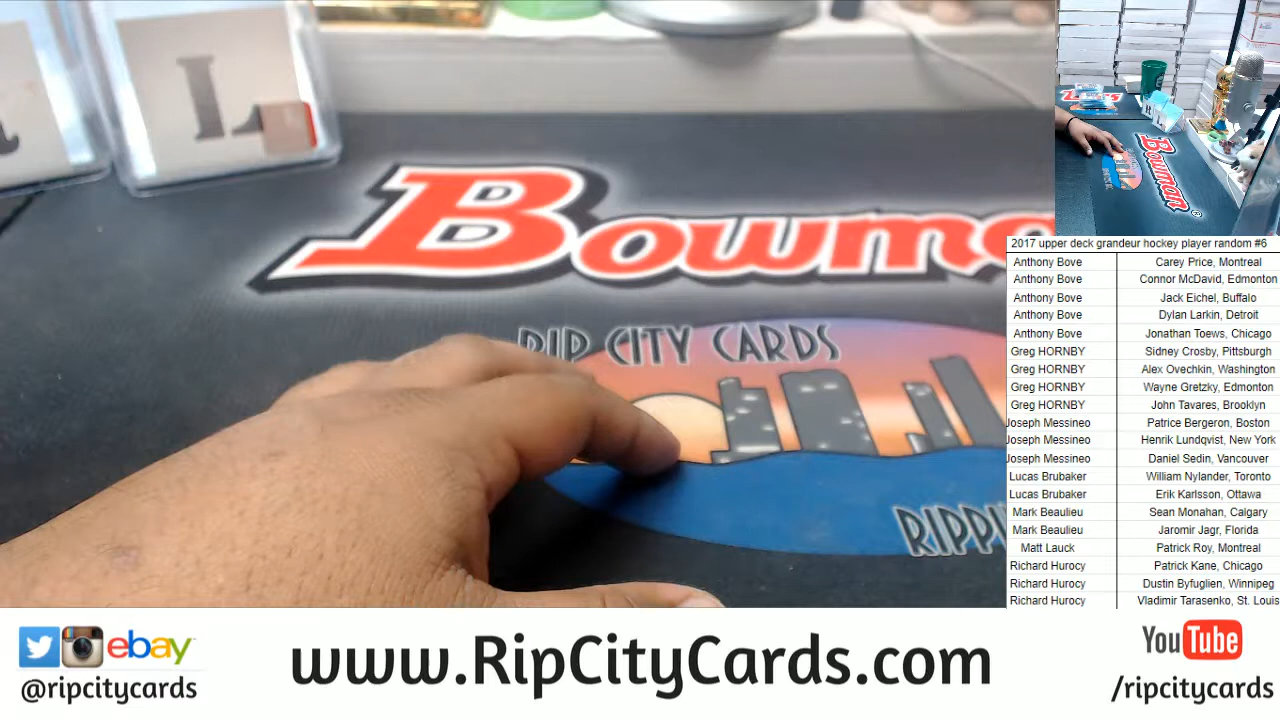 L
Bowma
RIP CITY CARDS
RIPPI
Bowman
®
2017 upper deck grandeur hockey player random #6
Anthony Bove Carey Price, Montreal
Anthony Bove Connor McDavid, Edmonton
Anthony Bove Jack Eichel, Buffalo
Anthony Bove Dylan Larkin, Detroit
Anthony Bove Jonathan Toews, Chicago
Greg HORNBY Sidney Crosby, Pittsburgh
Greg HORNBY Alex Ovechkin, Washington
Greg HORNBY Wayne Gretzky, Edmonton
Greg HORNBY John Tavares, Brooklyn
Joseph Messineo Patrice Bergeron, Boston
Joseph Messineo Henrik Lundqvist, New York
Joseph Messineo Daniel Sedin, Vancouver
Lucas Brubaker William Nylander, Toronto
Lucas Brubaker Erik Karlsson, Ottawa
Mark Beaulieu Sean Monahan, Calgary
Mark Beaulieu Jaromir Jagr, Florida
Matt Lauck Patrick Roy, Montreal
Richard Hurocy Patrick Kane, Chicago
Richard Hurocy Dustin Byfuglien, Winnipeg
Richard Hurocy Vladimir Tarasenko, St. Louis
ebay
@ripcitycards
www.RipCityCards.com
YouTube
/ripcitycards